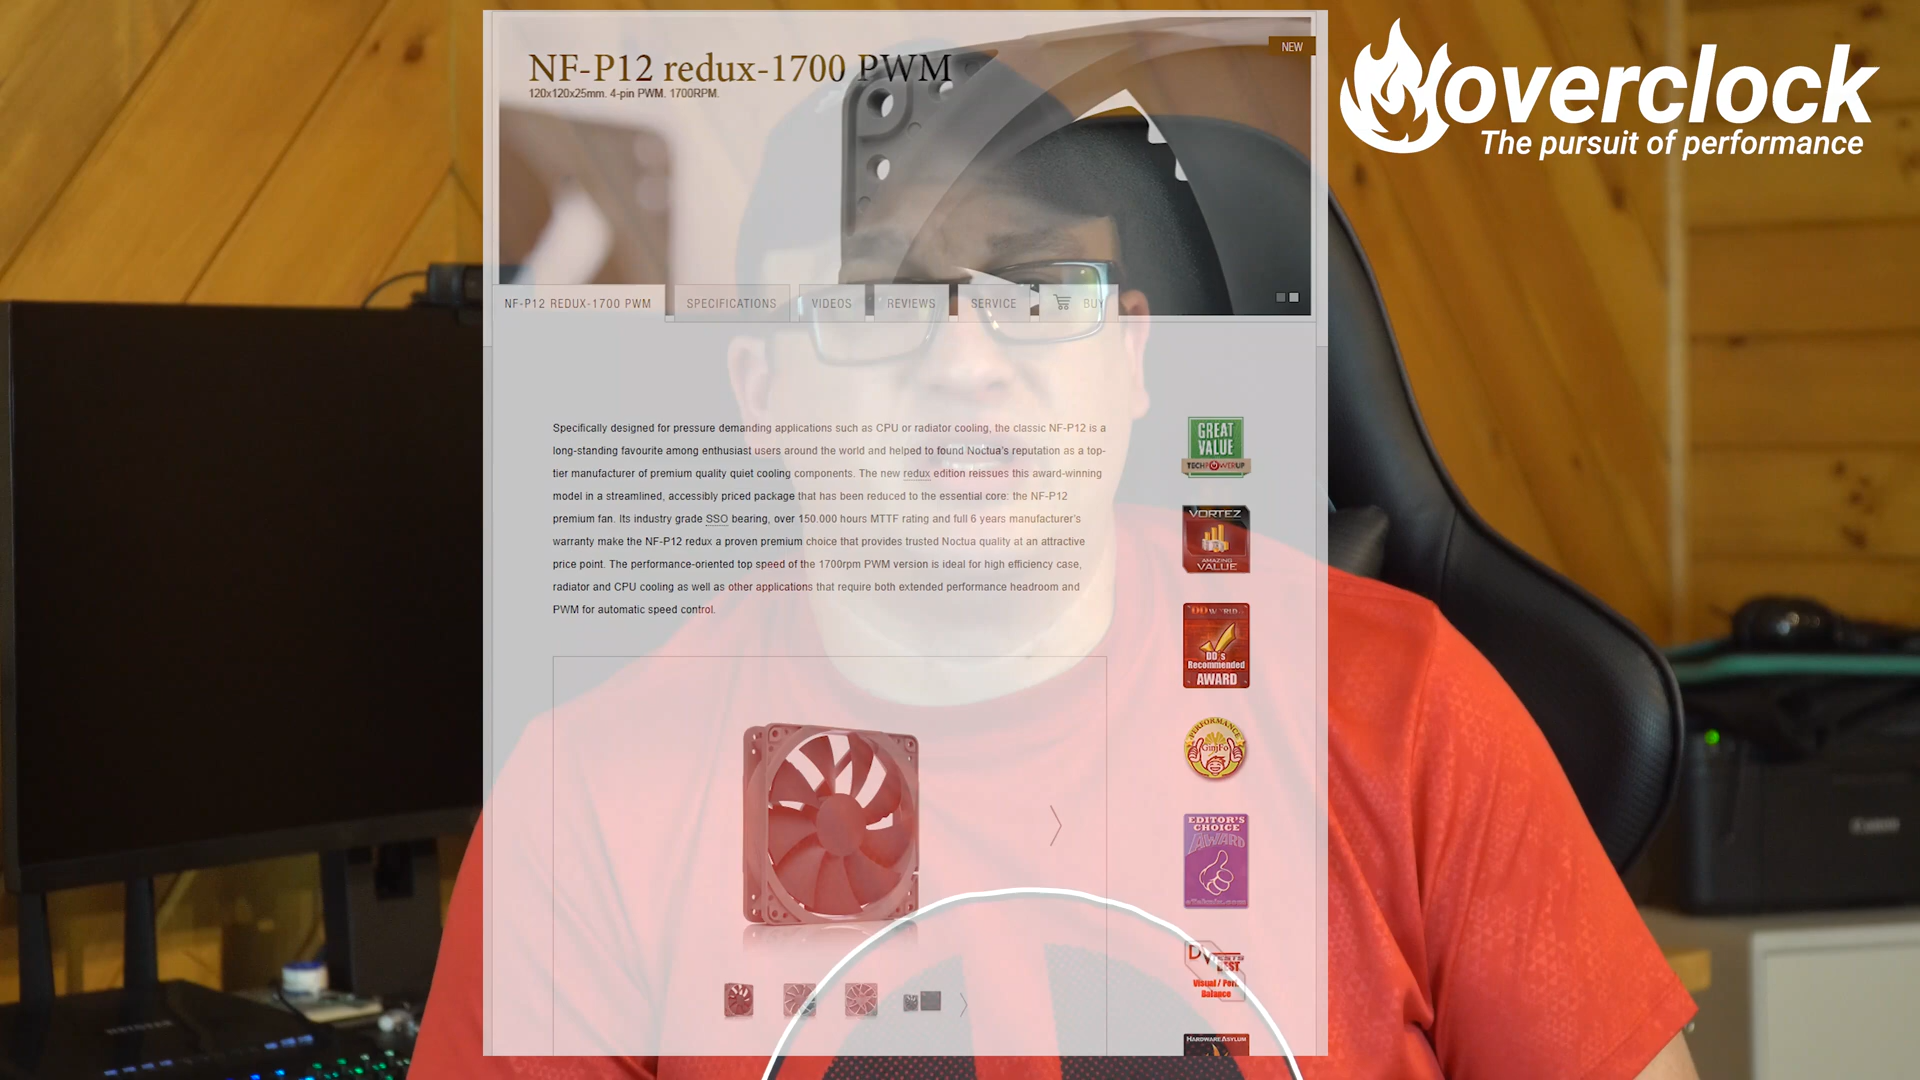 NF-P12 redux-1700 PWM
120x120x25mm. 4-pin PWM. 1700RPM.
NEW
overclock
The pursuit of performance
NF-P12 REDUX-1700 PWM
SPECIFICATIONS
VIDEOS
REVIEWS
SERVICE
BUY
Specifically designed for pressure demanding applications such as CPU or radiator cooling, the classic NF-P12 is a
long-standing favourite among enthusiast users around the world and helped to found Noctua's reputation as a top-
tier manufacturer of premium quality quiet cooling components. The new redux edition reissues this award-winning
model in a streamlined, accessibly priced package that has been reduced to the essential core: the NF-P12
premium fan. Its industry grade SSO bearing, over 150.000 hours MTTF rating and full 6 years manufacturer's
warranty make the NF-P12 redux a proven premium choice that provides trusted Noctua quality at an attractive
price point. The performance-oriented top speed of the 1700rpm PWM version is ideal for high efficiency case,
radiator and CPU cooling as well as other applications that require both extended performance headroom and
PWM for automatic speed control.
GREAT
VALUE
TECHPOWERUP
VORTEZ
AMAZING
VALUE
DD's
Recommended
AWARD
PERFORMANCE
GinjFo
EDITOR'S
CHOICE
AWARD
BEST
Visual / Perf.
Balance
HARDWARE ASYLUM
Canon
NETGEAR